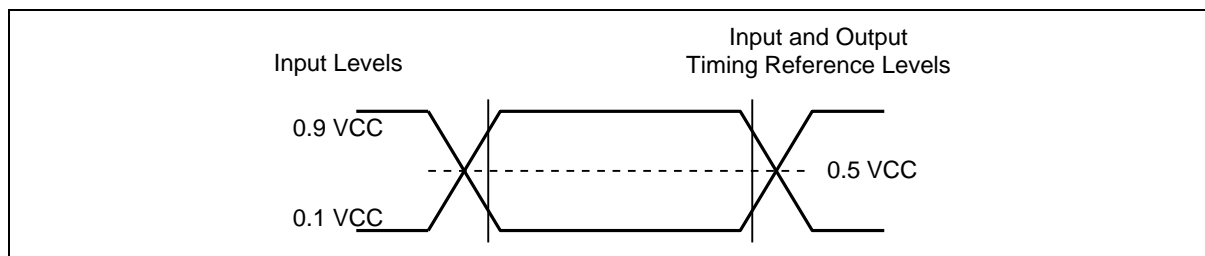 Input Levels
Input and Output
Timing Reference Levels
0.9 VCC
0.5 VCC
0.1 VCC